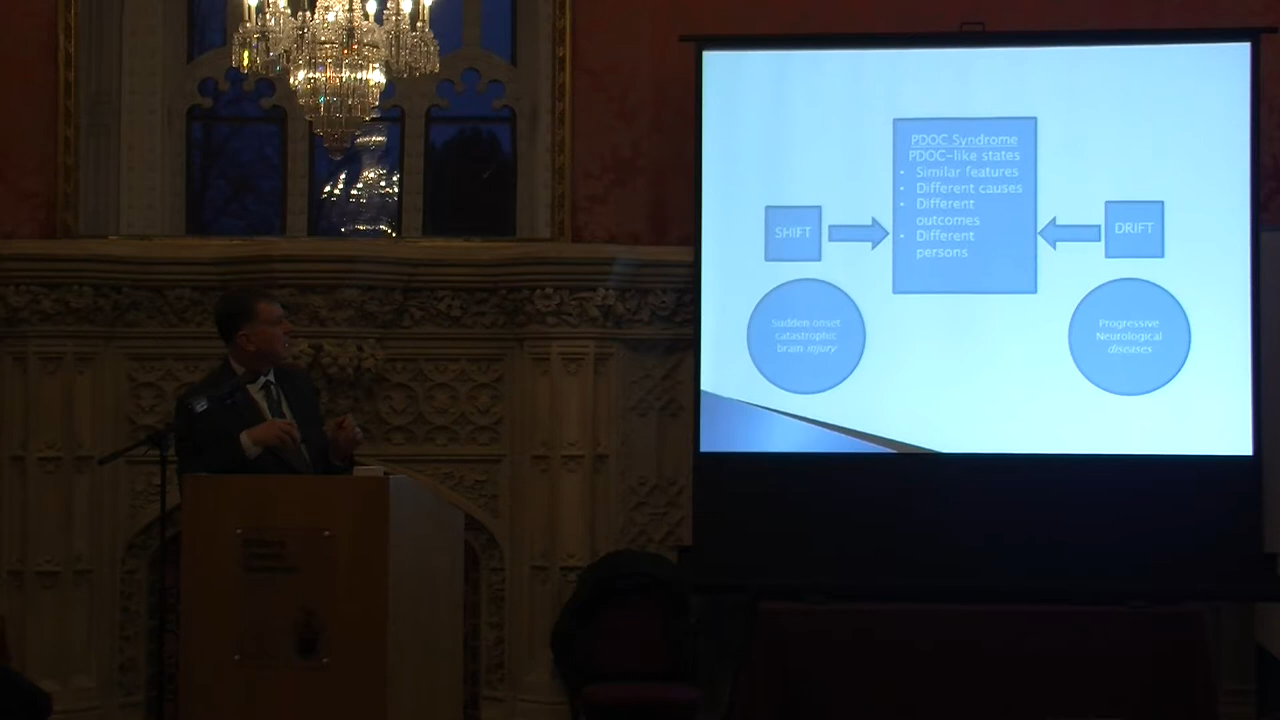 PDOC Syndrome
PDOC-like states
• Similar features
• Different causes
• Different
outcomes
• Different
persons
SHIFT
DRIFT
Sudden onset
catastrophic
brain injury
Progressive
Neurological
diseases